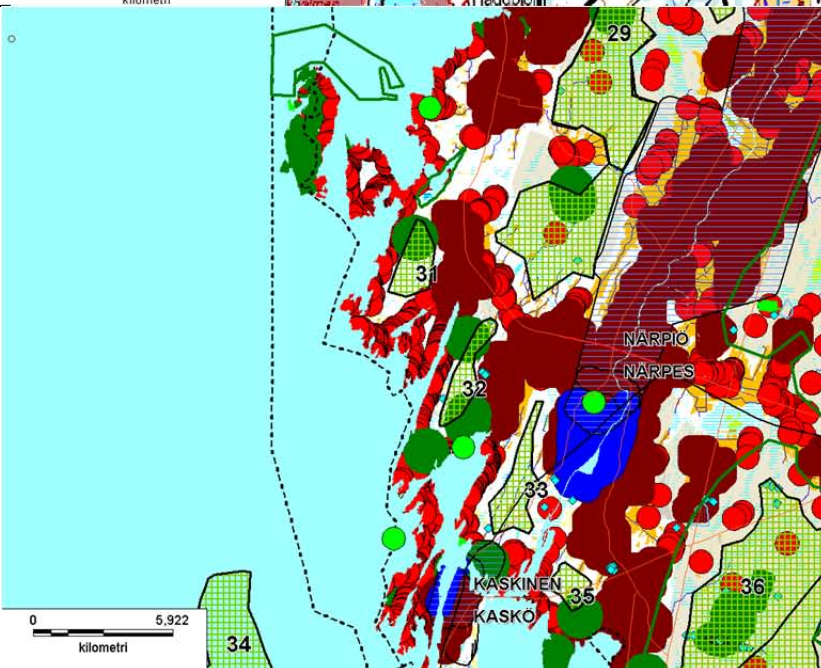 kilometri
29
31
NÄRPIÖ
NÄRPES
32
33
KASKINEN
36
35
KASKÖ
0 5,922
34
kilometri